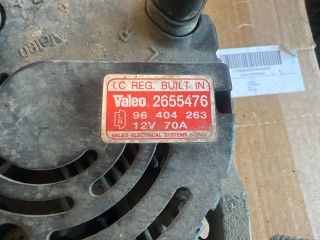 I.C REG. BUILT IN
Valeo 2655476
96 404 263
12V 70A
VALEO ELECTRICAL SYSTEMS KOREA